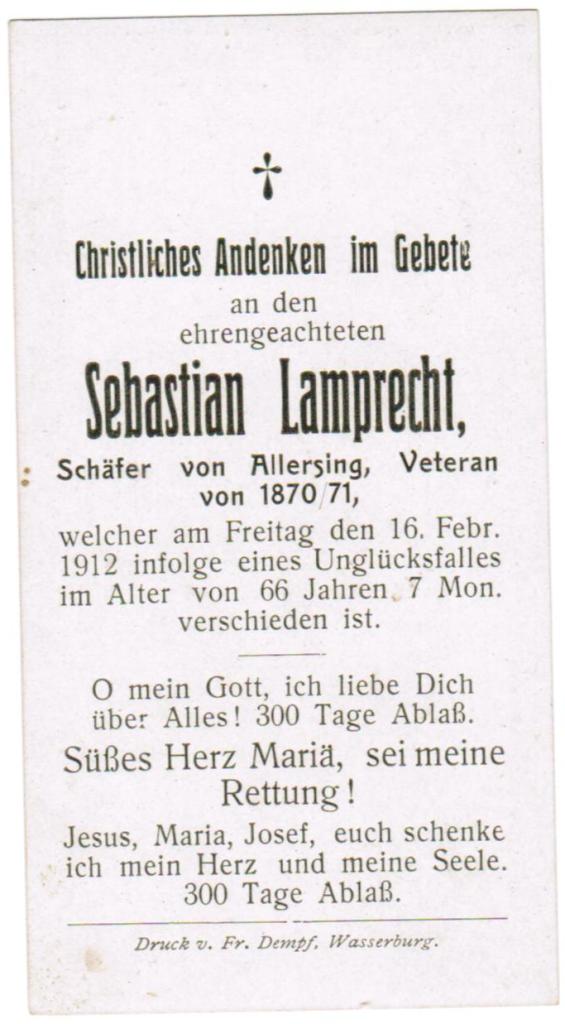 Christliches Andenken im Gebete
an den
ehrengeachteten
Sebastian Lamprecht,
Schäfer von Allersing, Veteran
von 1870/71,
welcher am Freitag den 16. Febr.
1912 infolge eines Unglücksfalles
im Alter von 66 Jahren 7 Mon.
verschieden ist.
O mein Gott, ich liebe Dich
über Alles! 300 Tage Ablaß.
Süßes Herz Mariä, sei meine
Rettung!
Jesus, Maria, Josef, euch schenke
ich mein Herz und meine Seele.
300 Tage Ablaß.
Druck v. Fr. Dempf, Wasserburg.